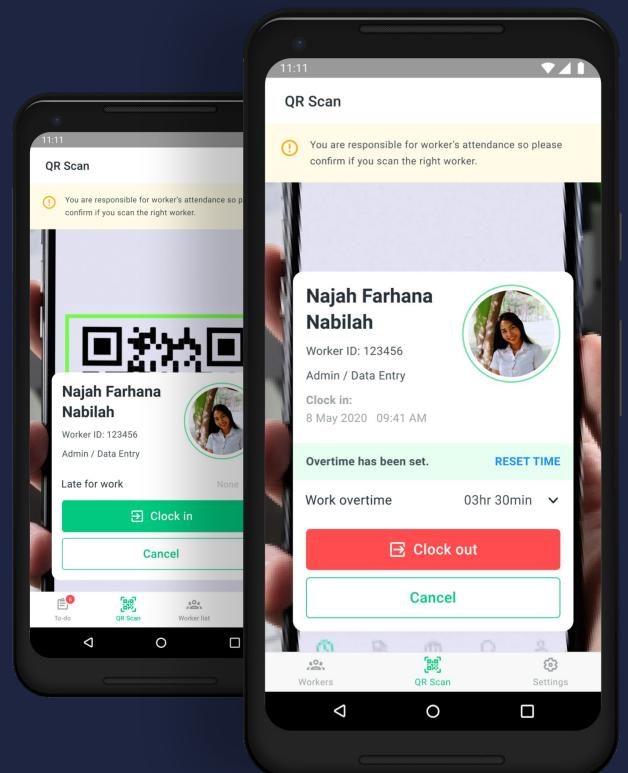 11:11
QR Scan
You are responsible for worker's attendance so p
confirm if you scan the right worker.
Najah Farhana
Nabilah
Worker ID: 123456
Admin / Data Entry
Late for work None
Clock in
Cancel
To-do
QR Scan
Worker list
11:11
QR Scan
You are responsible for worker's attendance so please
confirm if you scan the right worker.
Najah Farhana
Nabilah
Worker ID: 123456
Admin / Data Entry
Clock in:
8 May 2020 09:41 AM
Overtime has been set. RESET TIME
Work overtime 03hr 30min
Clock out
Cancel
Workers
QR Scan
Settings